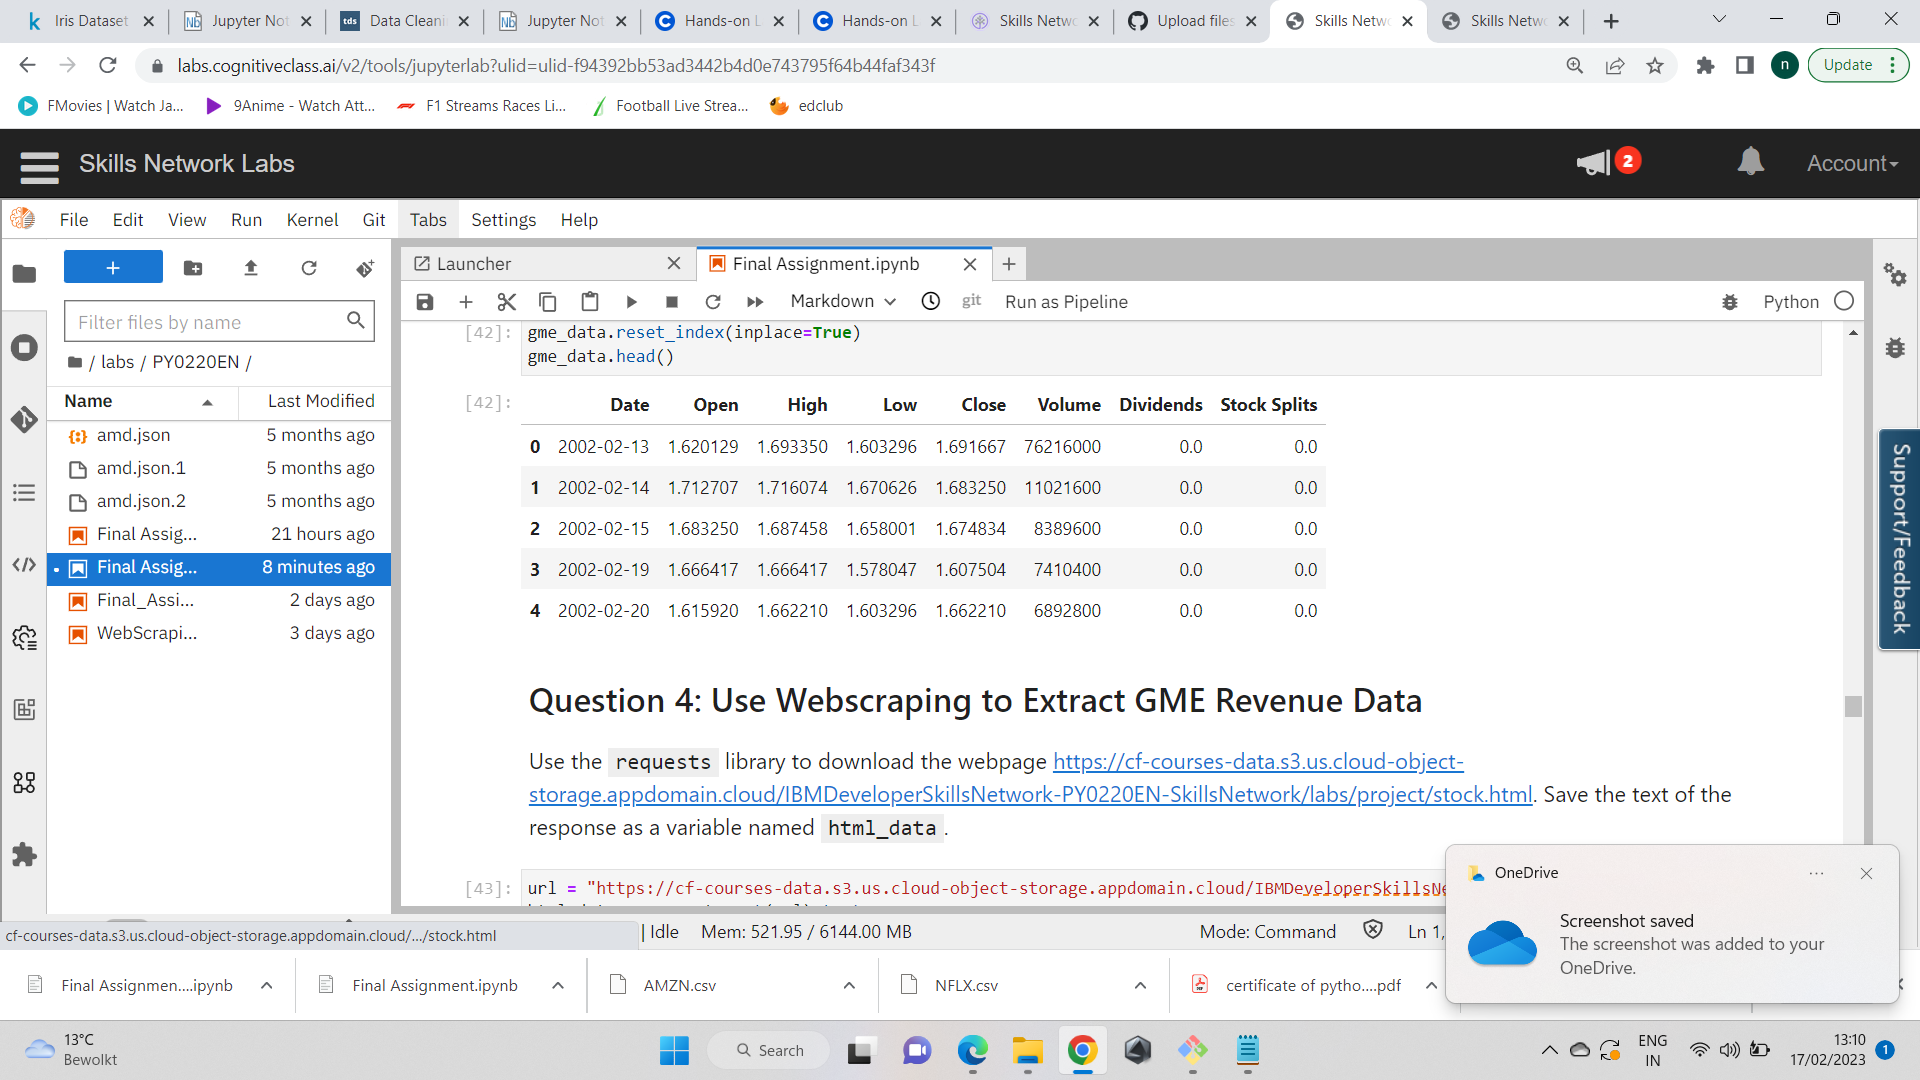 Iris Dataset
Jupyter Not
tds
Data Cleani
Jupyter Not
Hands-on L
Hands-on L
Skills Netwo
Upload files
Skills Netwo
Skills Netwo
labs.cognitiveclass.ai/v2/tools/jupyterlab?ulid=ulid-f94392bb53ad3442b4d0e743795f64b44faf343f
n
Update
FMovies | Watch Ja...
9Anime - Watch Att...
F1 Streams Races Li...
Football Live Strea...
edclub
Skills Network Labs
2
Account
File Edit View Run Kernel Git Tabs Settings Help
Launcher
Final Assignment.ipynb
Filter files by name
Markdown
git
Run as Pipeline
Python
/ labs / PY0220EN /
Name Last Modified
amd.json 5 months ago
amd.json.1 5 months ago
amd.json.2 5 months ago
Final Assig... 21 hours ago
Final Assig... 8 minutes ago
Final_Assi... 2 days ago
WebScrapi... 3 days ago
[42]: gme_data.reset_index(inplace=True)
gme_data.head()
[42]: Date Open High Low Close Volume Dividends Stock Splits
0 2002-02-13 1.620129 1.693350 1.603296 1.691667 76216000 0.0 0.0
1 2002-02-14 1.712707 1.716074 1.670626 1.683250 11021600 0.0 0.0
2 2002-02-15 1.683250 1.687458 1.658001 1.674834 8389600 0.0 0.0
3 2002-02-19 1.666417 1.666417 1.578047 1.607504 7410400 0.0 0.0
4 2002-02-20 1.615920 1.662210 1.603296 1.662210 6892800 0.0 0.0
Question 4: Use Webscraping to Extract GME Revenue Data
Use the requests library to download the webpage https://cf-courses-data.s3.us.cloud-object-
storage.appdomain.cloud/IBMDeveloperSkillsNetwork-PY0220EN-SkillsNetwork/labs/project/stock.html. Save the text of the
response as a variable named html_data.
[43]: url = "https://cf-courses-data.s3.us.cloud-object-storage.appdomain.cloud/IBMDeveloperSkillsNe
Support/Feedback
OneDrive
Screenshot saved
The screenshot was added to your
OneDrive.
cf-courses-data.s3.us.cloud-object-storage.appdomain.cloud/.../stock.html
| Idle Mem: 521.95 / 6144.00 MB
Mode: Command
Ln 1,
Final Assignmen....ipynb
Final Assignment.ipynb
AMZN.csv
NFLX.csv
certificate of pytho....pdf
13°C
Bewolkt
Search
ENG
IN
13:10
17/02/2023
1